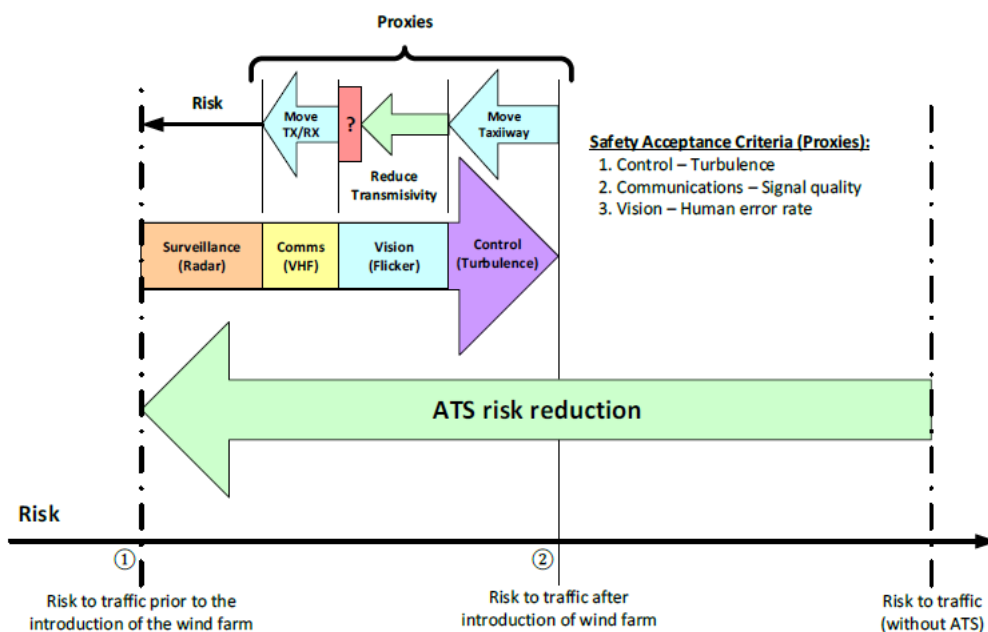 Proxies
Risk
Move
TX/RX
?
Move
Taxiiway
Reduce
Transmisivity
Safety Acceptance Criteria (Proxies):
1. Control – Turbulence
2. Communications – Signal quality
3. Vision – Human error rate
Surveillance
(Radar)
Comms
(VHF)
Vision
(Flicker)
Control
(Turbulence)
ATS risk reduction
Risk
①
②
Risk to traffic prior to the
introduction of the wind farm
Risk to traffic after
introduction of wind farm
Risk to traffic
(without ATS)